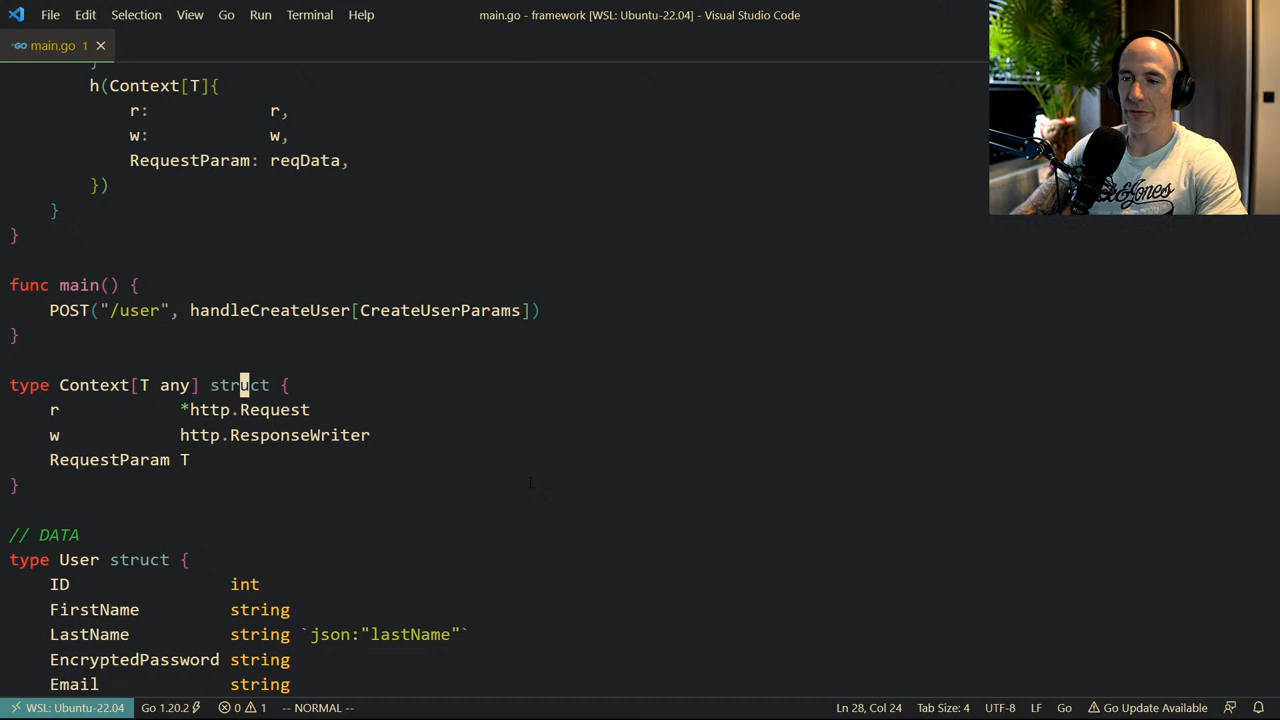 File Edit Selection View Go Run Terminal Help main.go - framework [WSL: Ubuntu-22.04] - Visual Studio Code
GO main.go 1 ×
}
h(Context[T]{
r: r,
w: w,
RequestParam: reqData,
})
}
}
func main() {
POST("/user", handleCreateUser[CreateUserParams])
}
type Context[T any] struct {
r *http.Request
w http.ResponseWriter
RequestParam T
}
// DATA
type User struct {
ID int
FirstName string
LastName string `json:"lastName"`
EncryptedPassword string
Email string
WSL: Ubuntu-22.04 Go 1.20.2 0 1 -- NORMAL -- Ln 28, Col 24 Tab Size: 4 UTF-8 LF Go Go Update Available